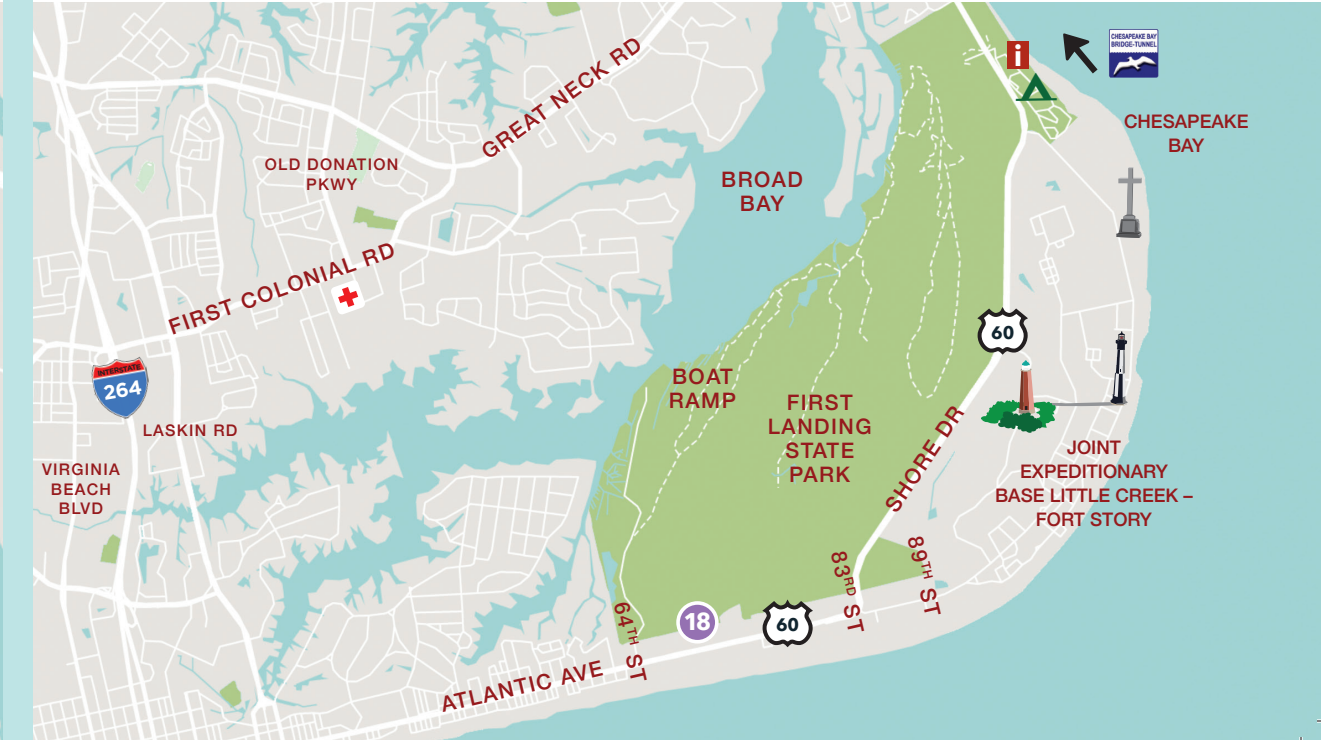 CHESAPEAKE BAY
BRIDGE-TUNNEL
i
GREAT NECK RD
CHESAPEAKE
BAY
OLD DONATION
PKWY
BROAD
BAY
FIRST COLONIAL RD
60
INTERSTATE
264
BOAT
RAMP
FIRST
LANDING
STATE
PARK
SHORE DR
LASKIN RD
VIRGINIA
BEACH
BLVD
JOINT
EXPEDITIONARY
BASE LITTLE CREEK –
FORT STORY
83RD ST
89TH ST
64TH ST
18
60
ATLANTIC AVE